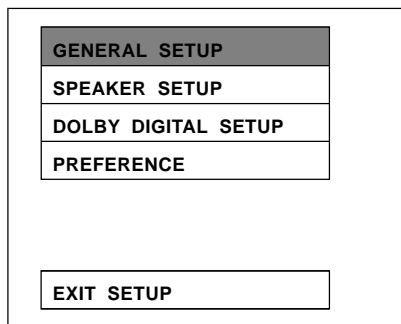 GENERAL SETUP
SPEAKER SETUP
DOLBY DIGITAL SETUP
PREFERENCE
EXIT SETUP